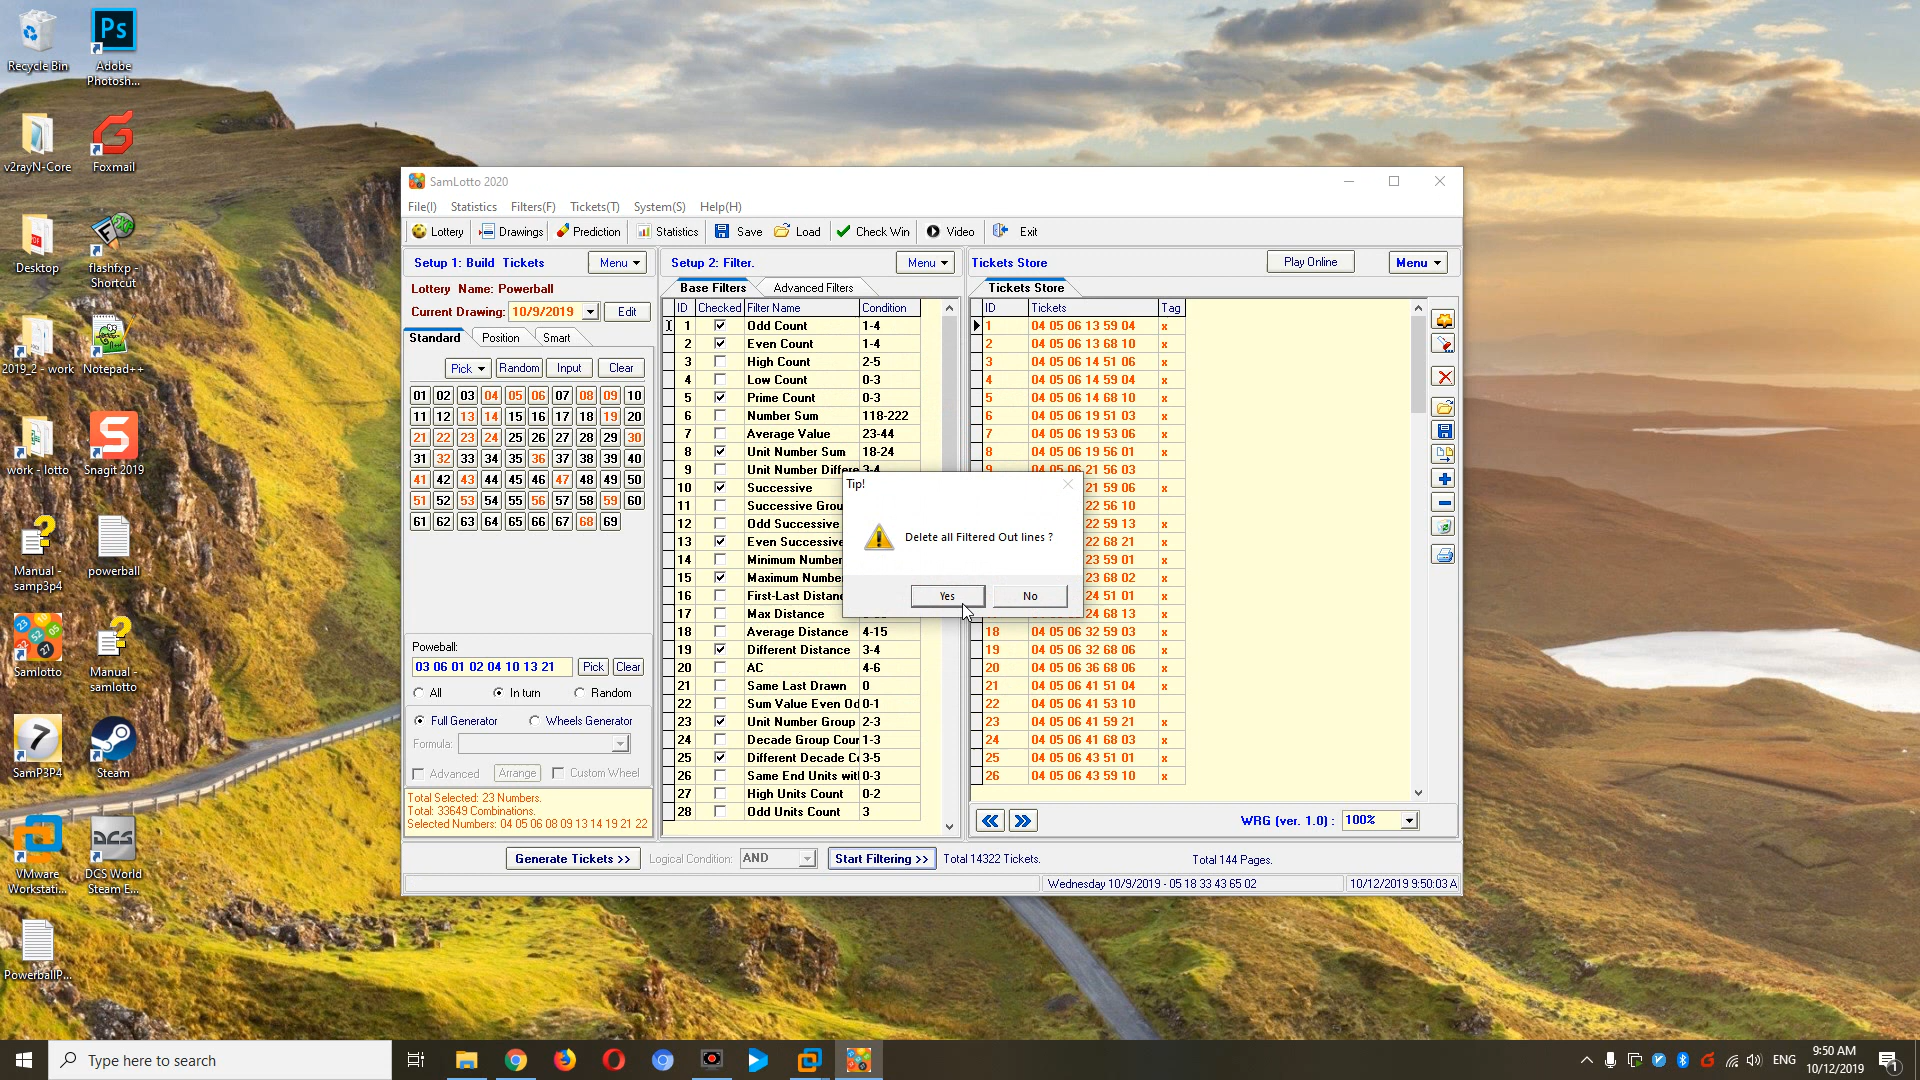 Recycle Bin
Adobe
Photosh...
v2rayN-Core
Foxmail
Desktop
flashfxp -
Shortcut
2019_2 - work
Notepad++
work - lotto
Snagit 2019
Manual -
samp3p4
powerball
Samlotto
Manual -
samlotto
SamP3P4
Steam
VMware
Workstati...
DCS World
Steam E...
PowerballP...
SamLotto 2020
File(I) Statistics Filters(F) Tickets(T) System(S) Help(H)
Lottery Drawings Prediction Statistics Save Load Check Win Video Exit
Setup 1: Build Tickets Menu
Lottery Name: Powerball
Current Drawing: 10/9/2019 Edit
Standard Position Smart
Pick Random Input Clear
01 02 03 04 05 06 07 08 09 10
11 12 13 14 15 16 17 18 19 20
21 22 23 24 25 26 27 28 29 30
31 32 33 34 35 36 37 38 39 40
41 42 43 44 45 46 47 48 49 50
51 52 53 54 55 56 57 58 59 60
61 62 63 64 65 66 67 68 69
Poweball:
03 06 01 02 04 10 13 21 Pick Clear
All In turn Random
Full Generator Wheels Generator
Formula:
Advanced Arrange Custom Wheel
Total Selected: 23 Numbers.
Total: 33649 Combinations.
Selected Numbers: 04 05 06 08 09 13 14 19 21 22
Setup 2: Filter. Menu
Base Filters Advanced Filters
ID Checked Filter Name Condition
1 Odd Count 1-4
2 Even Count 1-4
3 High Count 2-5
4 Low Count 0-3
5 Prime Count 0-3
6 Number Sum 118-222
7 Average Value 23-44
8 Unit Number Sum 18-24
9 Unit Number Differe 3-4
10 Successive
11 Successive Grou
12 Odd Successive
13 Even Successive
14 Minimum Number
15 Maximum Numbe
16 First-Last Distanc
17 Max Distance
18 Average Distance 4-15
19 Different Distance 3-4
20 AC 4-6
21 Same Last Drawn 0
22 Sum Value Even Od 0-1
23 Unit Number Group 2-3
24 Decade Group Cour 1-3
25 Different Decade Co 3-5
26 Same End Units wit 0-3
27 High Units Count 0-2
28 Odd Units Count 3
Tickets Store Play Online Menu
Tickets Store
ID Tickets Tag
1 04 05 06 13 59 04 x
2 04 05 06 13 68 10 x
3 04 05 06 14 51 06 x
4 04 05 06 14 59 04 x
5 04 05 06 14 68 10 x
6 04 05 06 19 51 03 x
7 04 05 06 19 53 06 x
8 04 05 06 19 56 01 x
9 04 05 06 21 56 03
21 59 06 x
22 56 10
22 59 13 x
22 68 21 x
23 59 01 x
23 68 02 x
24 51 01 x
24 68 13 x
18 04 05 06 32 59 03 x
19 04 05 06 32 68 06 x
20 04 05 06 36 68 06 x
21 04 05 06 41 51 04 x
22 04 05 06 41 53 10
23 04 05 06 41 59 21 x
24 04 05 06 41 68 03 x
25 04 05 06 43 51 01 x
26 04 05 06 43 59 10 x
WRG (ver. 1.0) : 100%
Tip!
Delete all Filtered Out lines ?
Yes No
Generate Tickets >> Logical Condition: AND Start Filtering >> Total 14322 Tickets. Total 144 Pages.
Wednesday 10/9/2019 - 05 18 33 43 65 02 10/12/2019 9:50:03 A
Type here to search
ENG
9:50 AM
10/12/2019
1